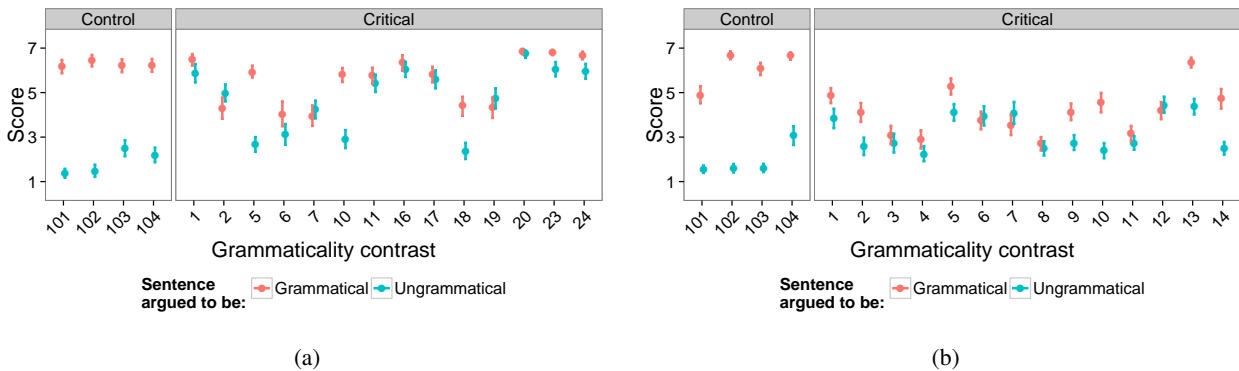 Control
Critical
Score
7
5
3
1
101 102 103 104 1 2 5 6 7 10 11 16 17 18 19 20 23 24
Grammaticality contrast
Sentence
argued to be: Grammatical Ungrammatical
(a)
Control
Critical
Score
7
5
3
1
101 102 103 104 1 2 3 4 5 6 7 8 9 10 11 12 13 14
Grammaticality contrast
Sentence
argued to be: Grammatical Ungrammatical
(b)